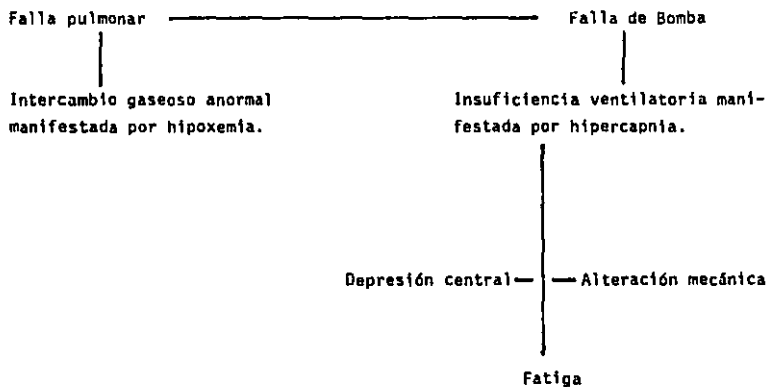 Falla pulmonar
Falla de Bomba
Intercambio gaseoso anormal
manifestada por hipoxemia.
Insuficiencia ventilatoria mani-
festada por hipercapnia.
Depresión central
Alteración mecánica
Fatiga